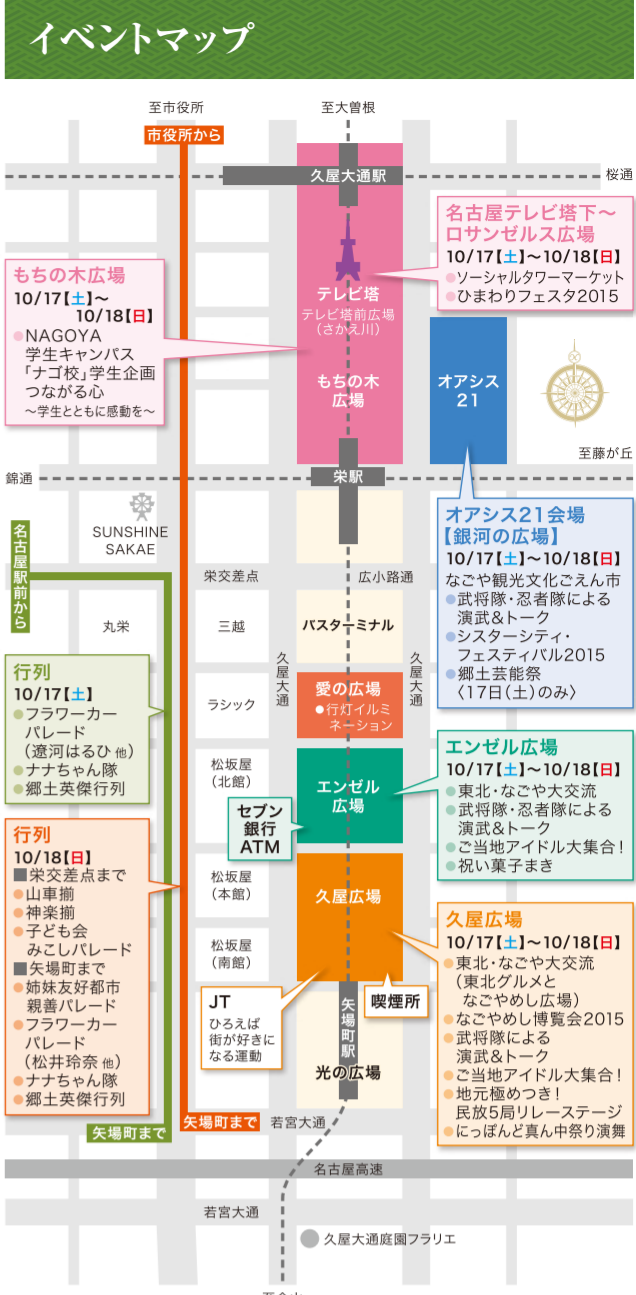 イベントマップ
至市役所
至大曽根
市役所から
久屋大通駅
桜通
名古屋テレビ塔下〜
ロサンゼルス広場
10/17【土】〜10/18【日】
●ソーシャルタワーマーケット
●ひまわりフェスタ2015
もちの木広場
10/17【土】〜
10/18【日】
●NAGOYA
学生キャンパス
「ナゴ校」学生企画
つながる心
〜学生とともに感動を〜
テレビ塔
テレビ塔前広場
（さかえ川）
もちの木
広場
オアシス
21
至藤が丘
錦通
栄駅
SUNSHINE
SAKAE
名古屋駅前から
オアシス21会場
【銀河の広場】
10/17【土】〜10/18【日】
なごや観光文化ごえん市
●武将隊・忍者隊による
演武&トーク
●シスターシティ・
フェスティバル2015
●郷土芸能祭
〈17日（土）のみ〉
栄交差点
広小路通
丸栄
三越
バスターミナル
久屋大通
久屋大通
行列
10/17【土】
●フラワーカー
パレード
（遼河はるひ 他）
●ナナちゃん隊
●郷土英傑行列
ラシック
愛の広場
●行灯イルミ
ネーション
松坂屋
（北館）
エンゼル
広場
セブン
銀行
ATM
エンゼル広場
10/17【土】〜10/18【日】
●東北・なごや大交流
●武将隊・忍者隊による
演武&トーク
●ご当地アイドル大集合！
●祝い菓子まき
行列
10/18【日】
■栄交差点まで
●山車揃
●神楽揃
●子ども会
みこしパレード
■矢場町まで
●姉妹友好都市
親善パレード
●フラワーカー
パレード
（松井玲奈 他）
●ナナちゃん隊
●郷土英傑行列
松坂屋
（本館）
久屋広場
松坂屋
（南館）
久屋広場
10/17【土】〜10/18【日】
●東北・なごや大交流
（東北グルメと
なごやめし広場）
●なごやめし博覧会2015
●武将隊による
演武&トーク
●ご当地アイドル大集合！
●地元極めつき！
民放5局リレーステージ
●にっぽんど真ん中祭り演舞
JT
ひろえば
街が好きに
なる運動
喫煙所
矢場町駅
光の広場
矢場町まで
矢場町まで
若宮大通
名古屋高速
若宮大通
久屋大通庭園フラリエ